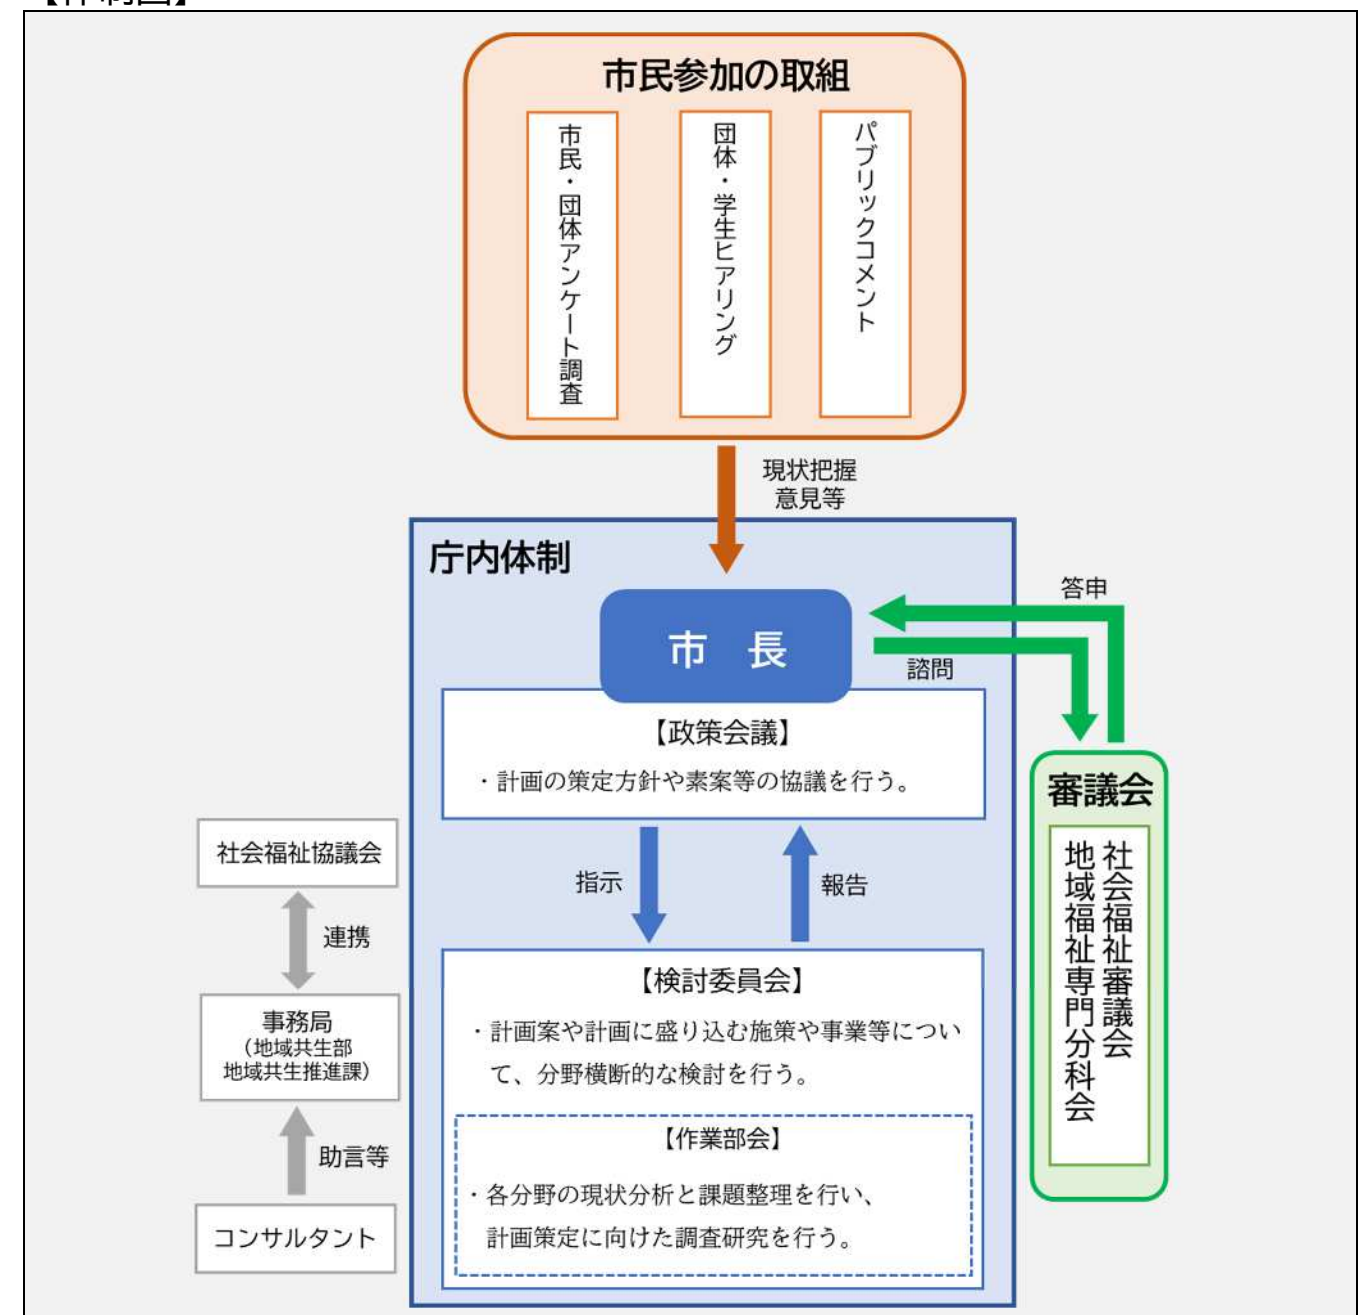 【体制図】
市民参加の取組
市民・団体アンケート調査
団体・学生ヒアリング
パブリックコメント
現状把握
意見等
庁内体制
市 長
答申
諮問
【政策会議】
・計画の策定方針や素案等の協議を行う。
審議会
社会福祉審議会
地域福祉専門分科会
指示
報告
社会福祉協議会
連携
事務局
(地域共生部
地域共生推進課)
助言等
コンサルタント
【検討委員会】
・計画案や計画に盛り込む施策や事業等につい
て、分野横断的な検討を行う。
【作業部会】
・各分野の現状分析と課題整理を行い、
計画策定に向けた調査研究を行う。